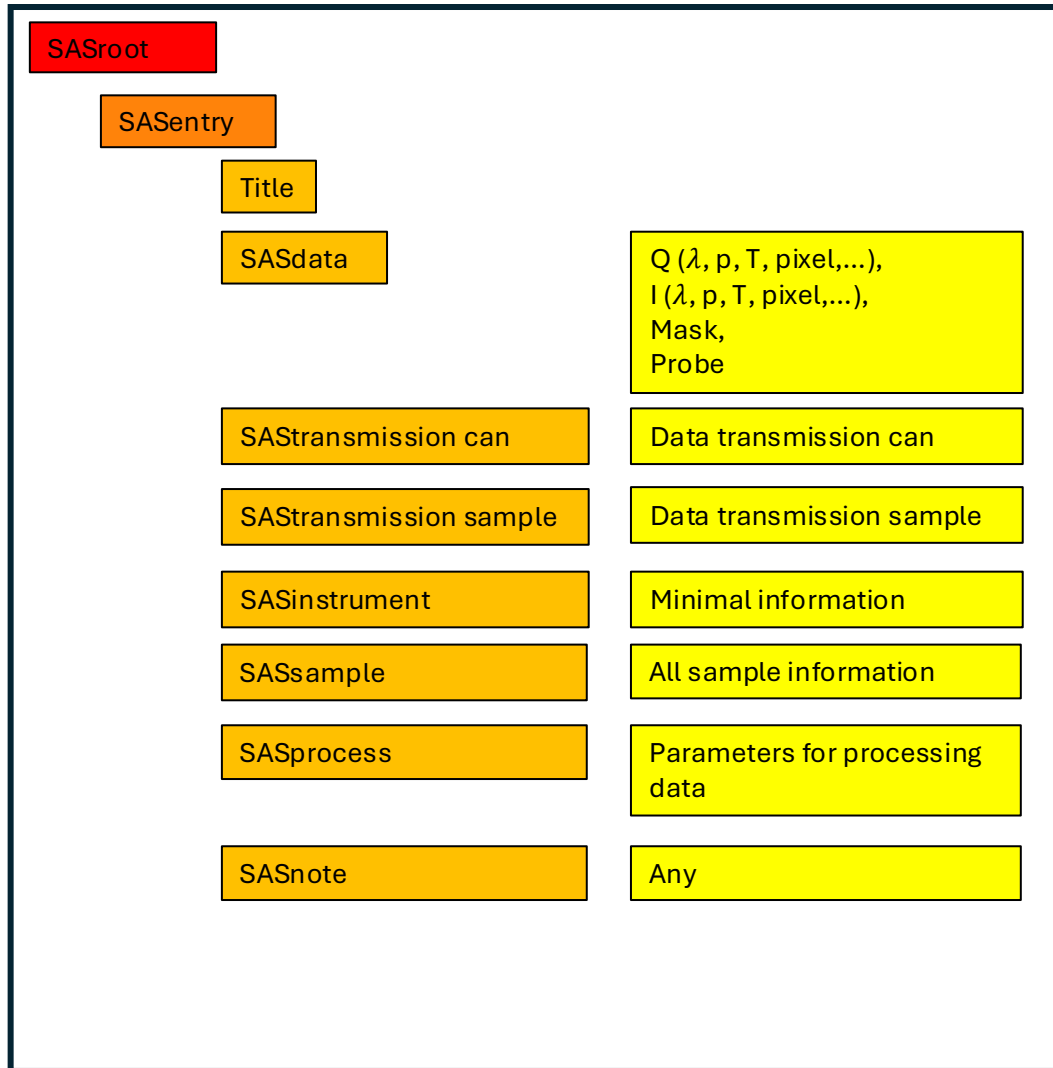 SASroot
SASentry
Title
SASdata
Q (λ, p, T, pixel,...),
I (λ, p, T, pixel,...),
Mask,
Probe
SAStransmission can
Data transmission can
SAStransmission sample
Data transmission sample
SASinstrument
Minimal information
SASsample
All sample information
SASprocess
Parameters for processing
data
SASnote
Any